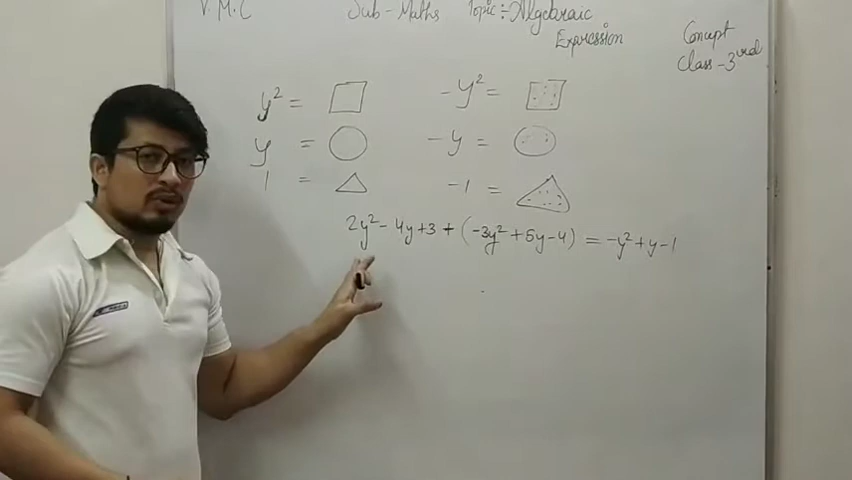 V.M.C Sub-Maths Topic:- Algebraic
Expression
Concept
Class-3rd
y² = -y² =
y = -y =
1 = -1 =
2y² - 4y + 3 + (-3y² + 5y - 4) = -y² + y - 1